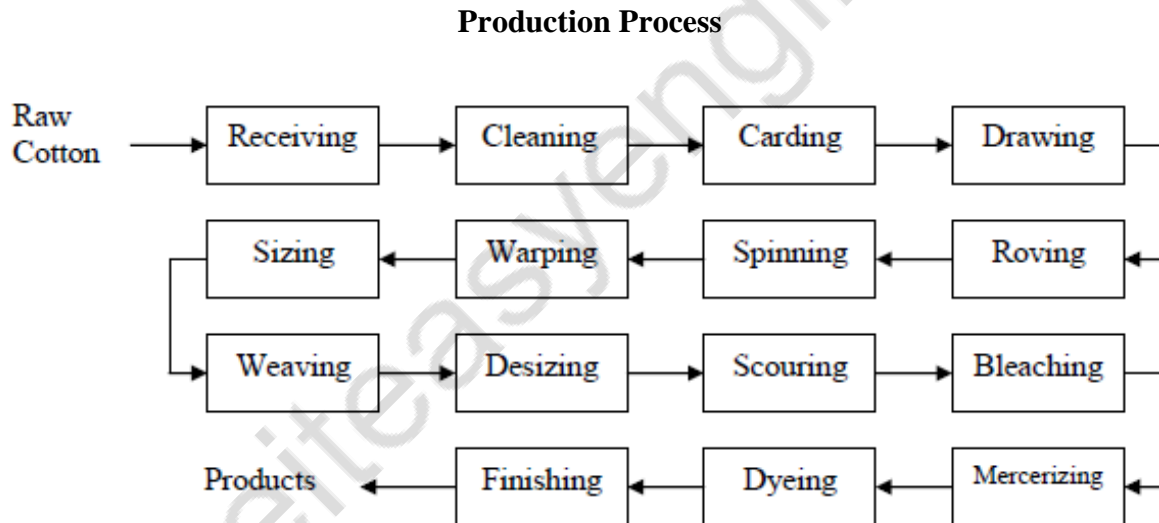 Production Process
Raw
Cotton
Receiving
Cleaning
Carding
Drawing
Roving
Spinning
Warping
Sizing
Weaving
Desizing
Scouring
Bleaching
Mercerizing
Dyeing
Finishing
Products
eiteasyengi